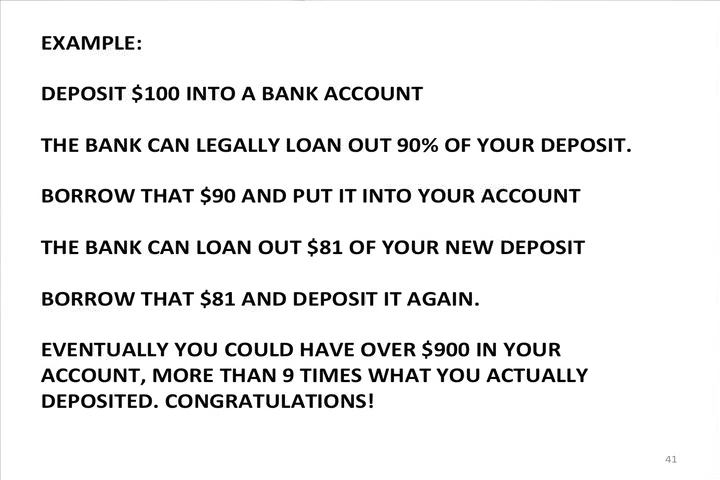 EXAMPLE:
DEPOSIT $100 INTO A BANK ACCOUNT
THE BANK CAN LEGALLY LOAN OUT 90% OF YOUR DEPOSIT.
BORROW THAT $90 AND PUT IT INTO YOUR ACCOUNT
THE BANK CAN LOAN OUT $81 OF YOUR NEW DEPOSIT
BORROW THAT $81 AND DEPOSIT IT AGAIN.
EVENTUALLY YOU COULD HAVE OVER $900 IN YOUR
ACCOUNT, MORE THAN 9 TIMES WHAT YOU ACTUALLY
DEPOSITED. CONGRATULATIONS!
41